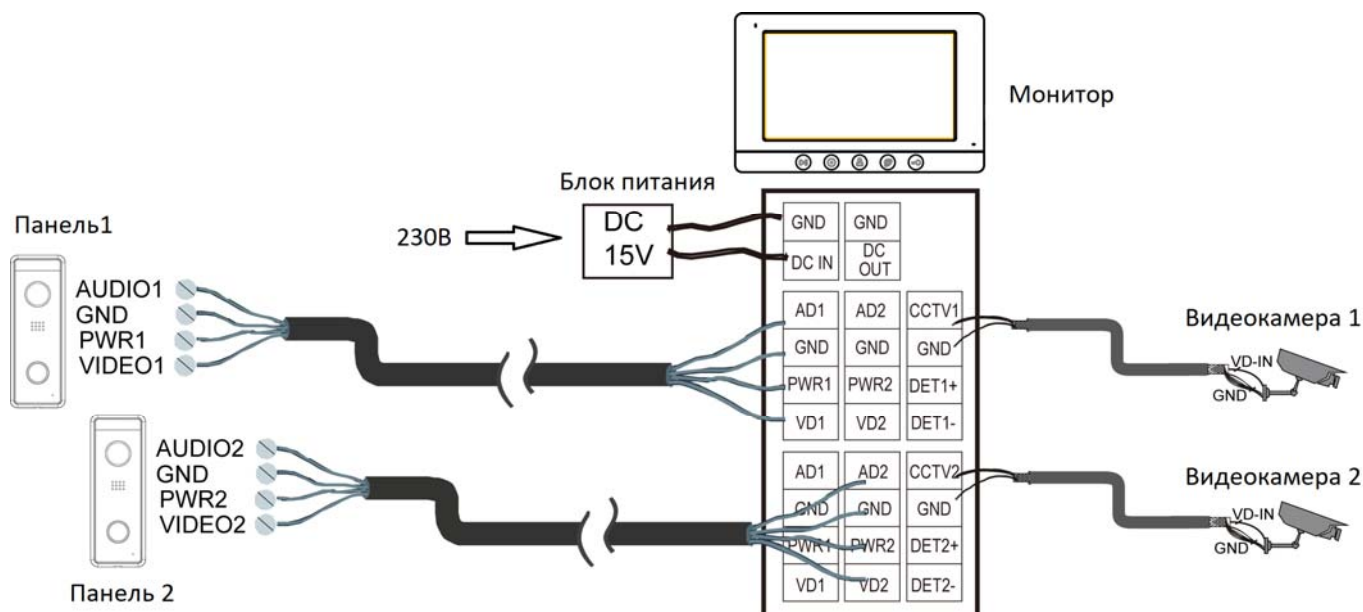 Монитор
Блок питания
230В
DC
15V
GND GND
DC IN DC OUT
Панель1
AUDIO1
GND
PWR1
VIDEO1
AD1 AD2 CCTV1
GND GND GND
PWR1 PWR2 DET1+
VD1 VD2 DET1-
Видеокамера 1
VD-IN
GND
AUDIO2
GND
PWR2
VIDEO2
Панель 2
AD1 AD2 CCTV2
GND GND GND
PWR1 PWR2 DET2+
VD1 VD2 DET2-
Видеокамера 2
VD-IN
GND